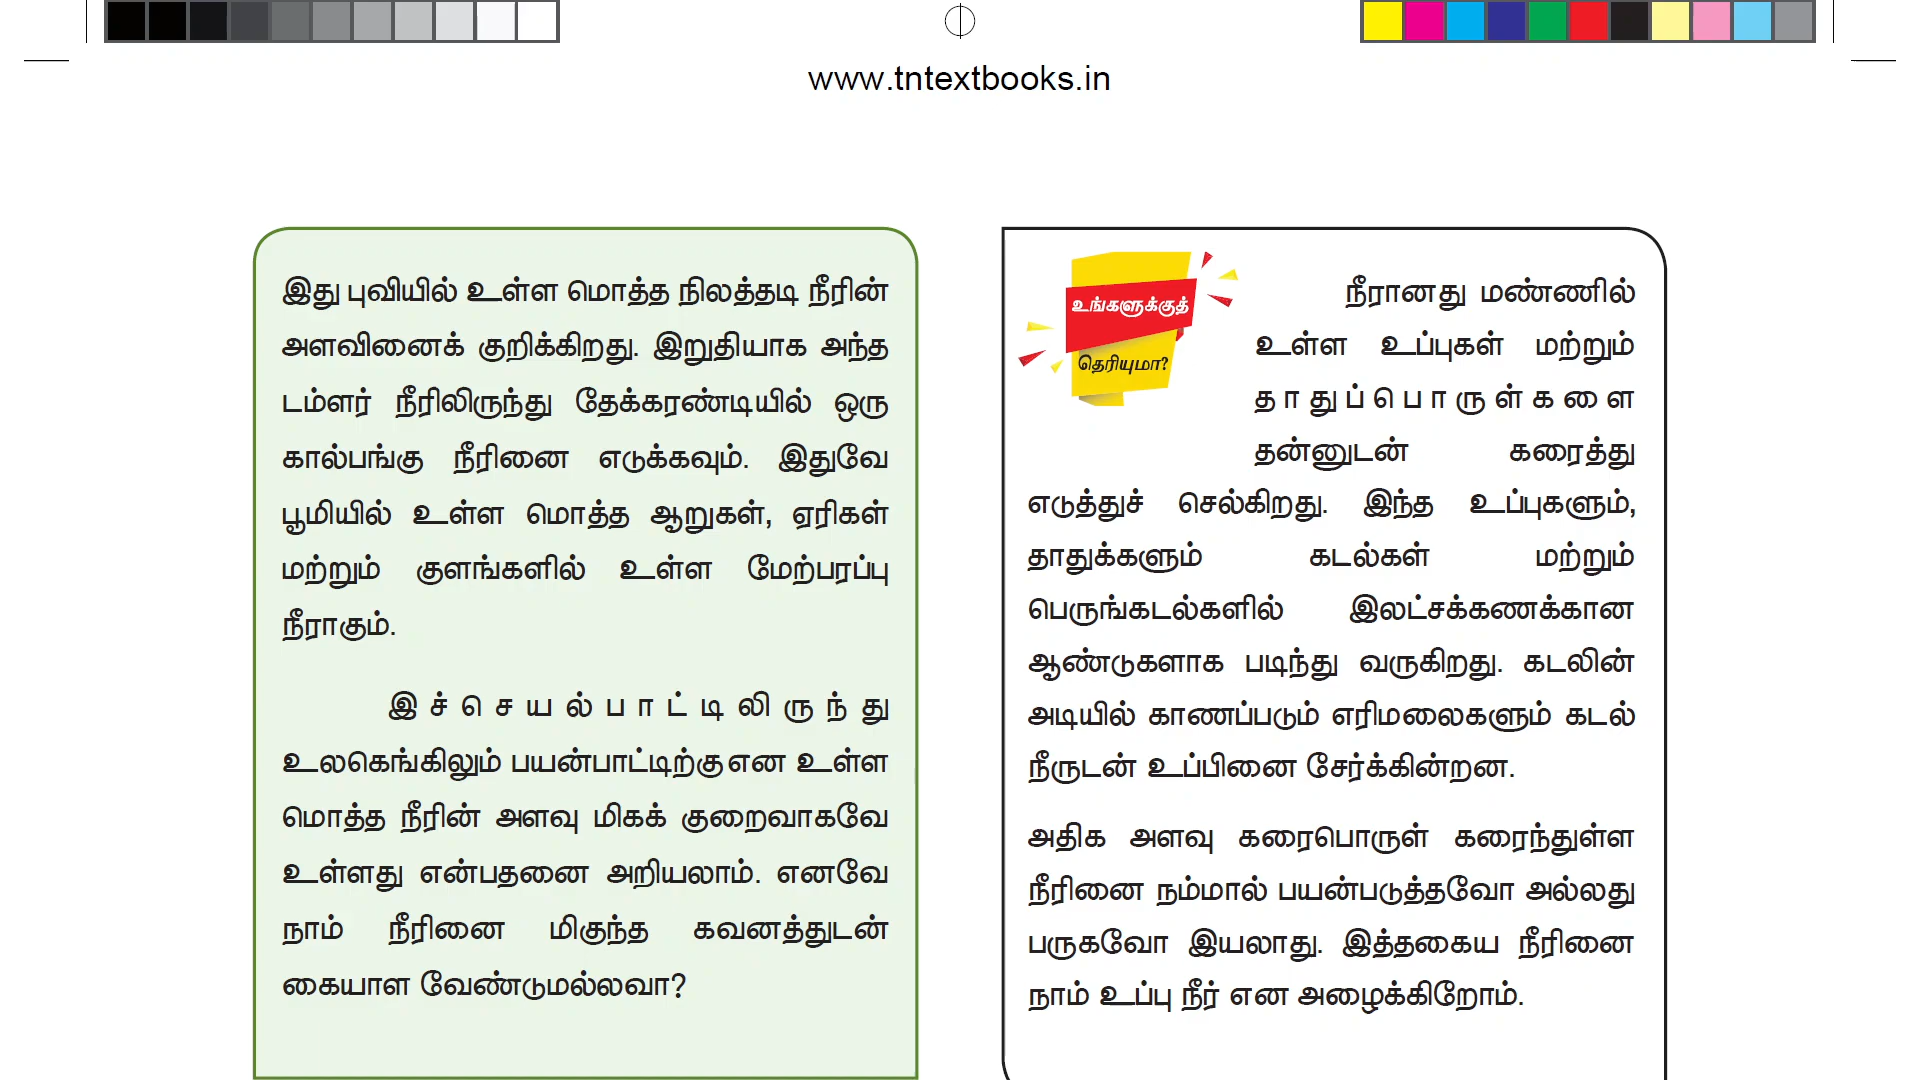 www.tntextbooks.in
இது புவியில் உள்ள மொத்த நிலத்தடி நீரின்
அளவினைக் குறிக்கிறது. இறுதியாக அந்த
டம்ளர் நீரிலிருந்து தேக்கரண்டியில் ஒரு
கால்பங்கு நீரினை எடுக்கவும். இதுவே
பூமியில் உள்ள மொத்த ஆறுகள், ஏரிகள்
மற்றும் குளங்களில் உள்ள மேற்பரப்பு
நீராகும்.
இச்செயல்பாட்டிலிருந்து
உலகெங்கிலும் பயன்பாட்டிற்கு என உள்ள
மொத்த நீரின் அளவு மிகக் குறைவாகவே
உள்ளது என்பதனை அறியலாம். எனவே
நாம் நீரினை மிகுந்த கவனத்துடன்
கையாள வேண்டுமல்லவா?
உங்களுக்குத்
தெரியுமா?
நீரானது மண்ணில்
உள்ள உப்புகள் மற்றும்
தாதுப்பொருள்களை
தன்னுடன் கரைத்து
எடுத்துச் செல்கிறது. இந்த உப்புகளும்,
தாதுக்களும் கடல்கள் மற்றும்
பெருங்கடல்களில் இலட்சக்கணக்கான
ஆண்டுகளாக படிந்து வருகிறது. கடலின்
அடியில் காணப்படும் எரிமலைகளும் கடல்
நீருடன் உப்பினை சேர்க்கின்றன.
அதிக அளவு கரைபொருள் கரைந்துள்ள
நீரினை நம்மால் பயன்படுத்தவோ அல்லது
பருகவோ இயலாது. இத்தகைய நீரினை
நாம் உப்பு நீர் என அழைக்கிறோம்.